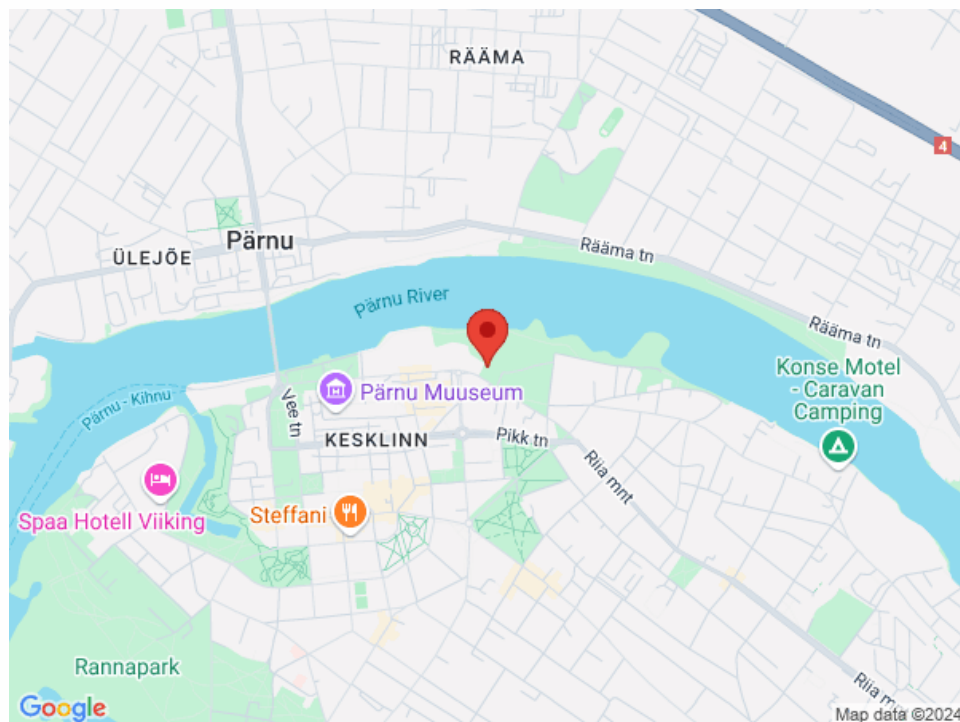 RÄÄMA
4
Pärnu
Rääma tn
ÜLEJÕE
Pärnu River
Rääma tn
Konse Motel
- Caravan
Camping
Pärnu Muuseum
Pärnu - Kihnu
Vee tn
KESKLINN
Pikk tn
Riia mnt
Spaa Hotell Viiking
Steffani
Rannapark
Riia m
Google
Map data ©2024